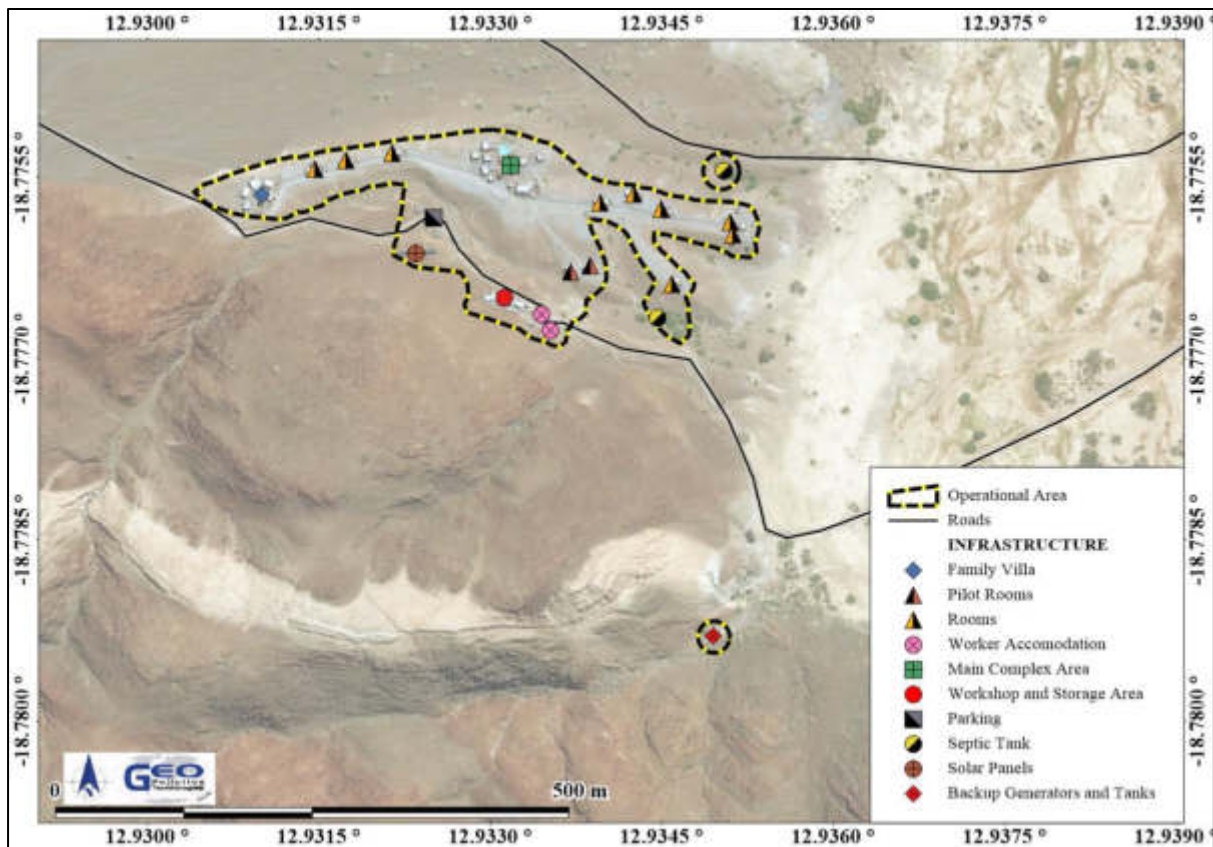 12.9300 ° 12.9315 ° 12.9330 ° 12.9345 ° 12.9360 ° 12.9375 ° 12.9390 °
-18.7755 ° -18.7755 °
-18.7770 ° -18.7770 °
-18.7785 ° -18.7785 °
-18.7800 ° -18.7800 °
Operational Area
Roads
INFRASTRUCTURE
Family Villa
Pilot Rooms
Rooms
Worker Accomodation
Main Complex Area
Workshop and Storage Area
Parking
Septic Tank
Solar Panels
Backup Generators and Tanks
GEO
0 500 m
12.9300 ° 12.9315 ° 12.9330 ° 12.9345 ° 12.9360 ° 12.9375 ° 12.9390 °